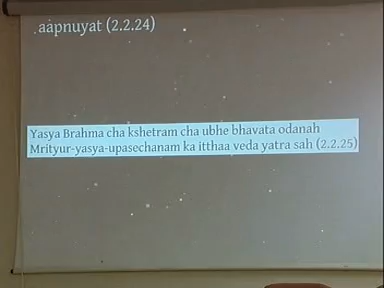 aapnuyat (2.2.24)
Yasya Brahma cha kshetram cha ubhe bhavata odanah
Mrityur-yasya-upasechanam ka itthaa veda yatra sah (2.2.25)